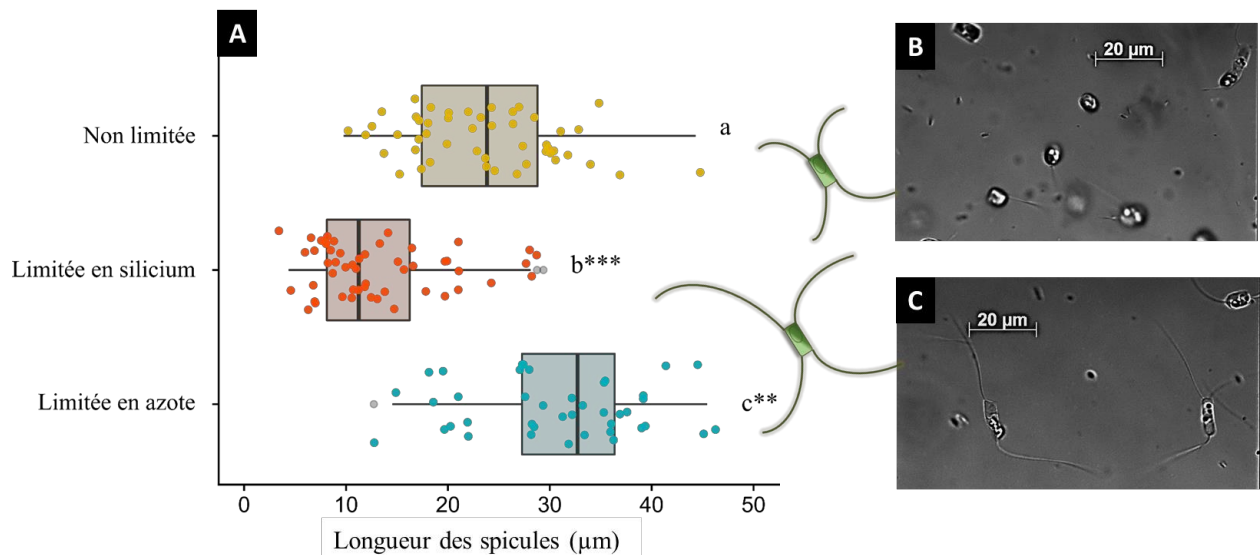 A
Non limitée
a
Limitée en silicium
b***
Limitée en azote
c**
0 10 20 30 40 50
Longueur des spicules (µm)
B
20 µm
C
20 µm